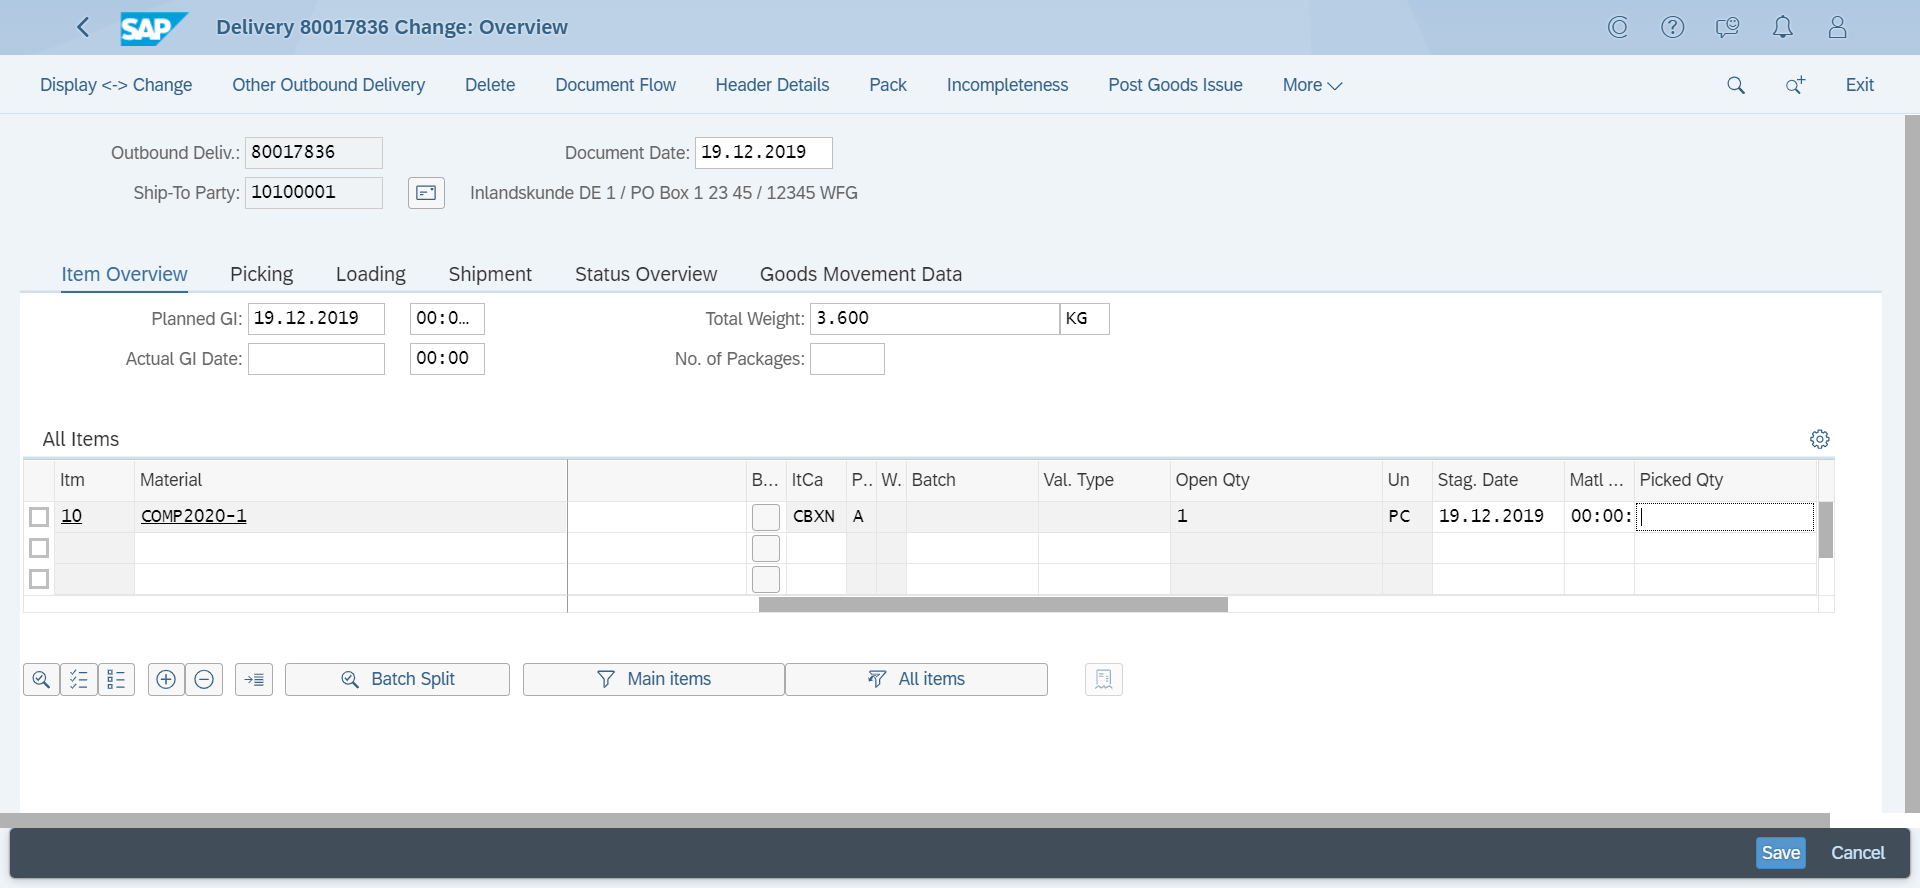 SAP Delivery 80017836 Change: Overview
Display <-> Change Other Outbound Delivery Delete Document Flow Header Details Pack Incompleteness Post Goods Issue More Exit
Outbound Deliv.: 80017836 Document Date: 19.12.2019
Ship-To Party: 10100001 Inlandskunde DE 1 / PO Box 1 23 45 / 12345 WFG
Item Overview Picking Loading Shipment Status Overview Goods Movement Data
Planned GI: 19.12.2019 00:0... Total Weight: 3.600 KG
Actual GI Date: 00:00 No. of Packages:
All Items
Itm Material B... ItCa P.. W. Batch Val. Type Open Qty Un Stag. Date Matl ... Picked Qty
10 COMP2020-1 CBXN A 1 PC 19.12.2019 00:00:
Batch Split Main items All items
Save Cancel